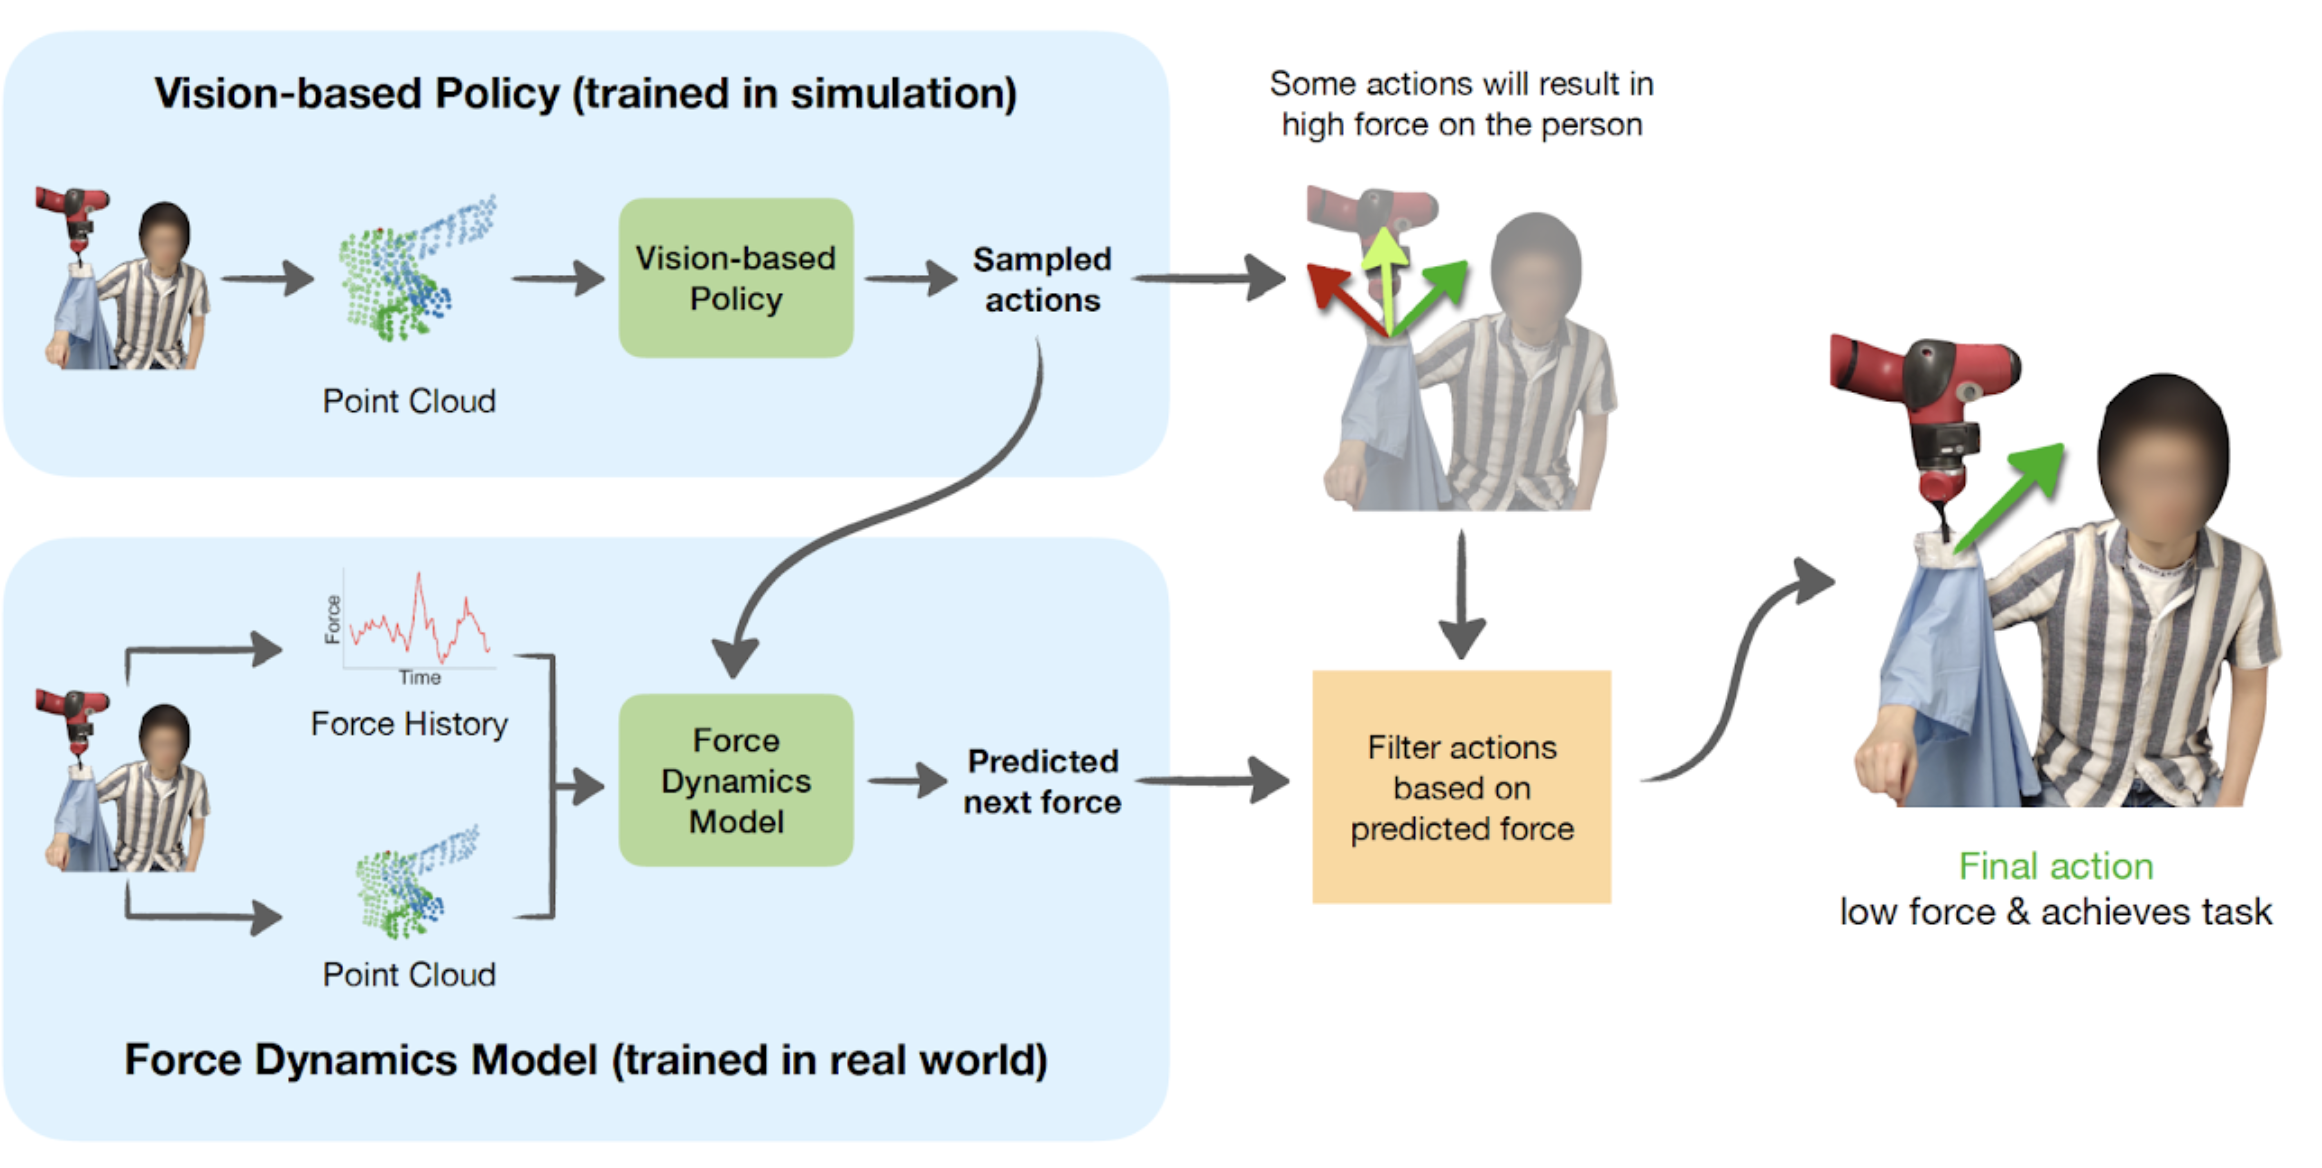 Vision-based Policy (trained in simulation)
Point Cloud
Vision-based
Policy
Sampled
actions
Some actions will result in
high force on the person
Force
Time
Force History
Point Cloud
Force
Dynamics
Model
Predicted
next force
Force Dynamics Model (trained in real world)
Filter actions
based on
predicted force
Final action
low force & achieves task